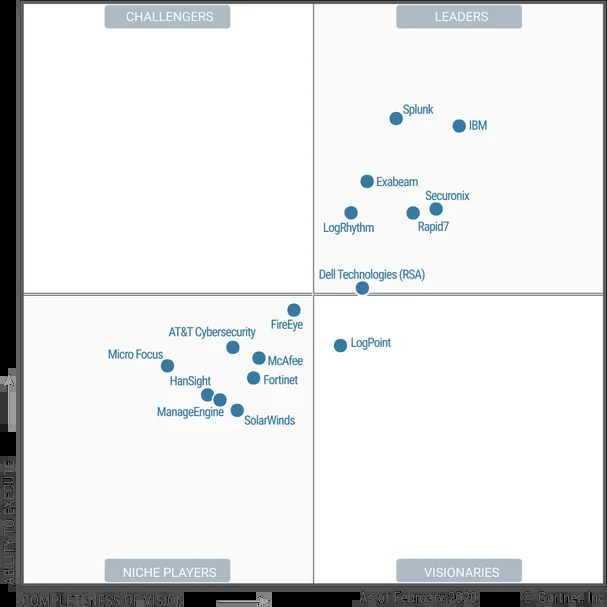 CHALLENGERS
LEADERS
Splunk
IBM
Exabeam
Securonix
LogRhythm
Rapid7
Dell Technologies (RSA)
FireEye
AT&T Cybersecurity
LogPoint
Micro Focus
McAfee
HanSight
Fortinet
ManageEngine
SolarWinds
NICHE PLAYERS
VISIONARIES
ABILITY TO EXECUTE
COMPLETENESS OF VISION
As of February 2020
© Gartner, Inc